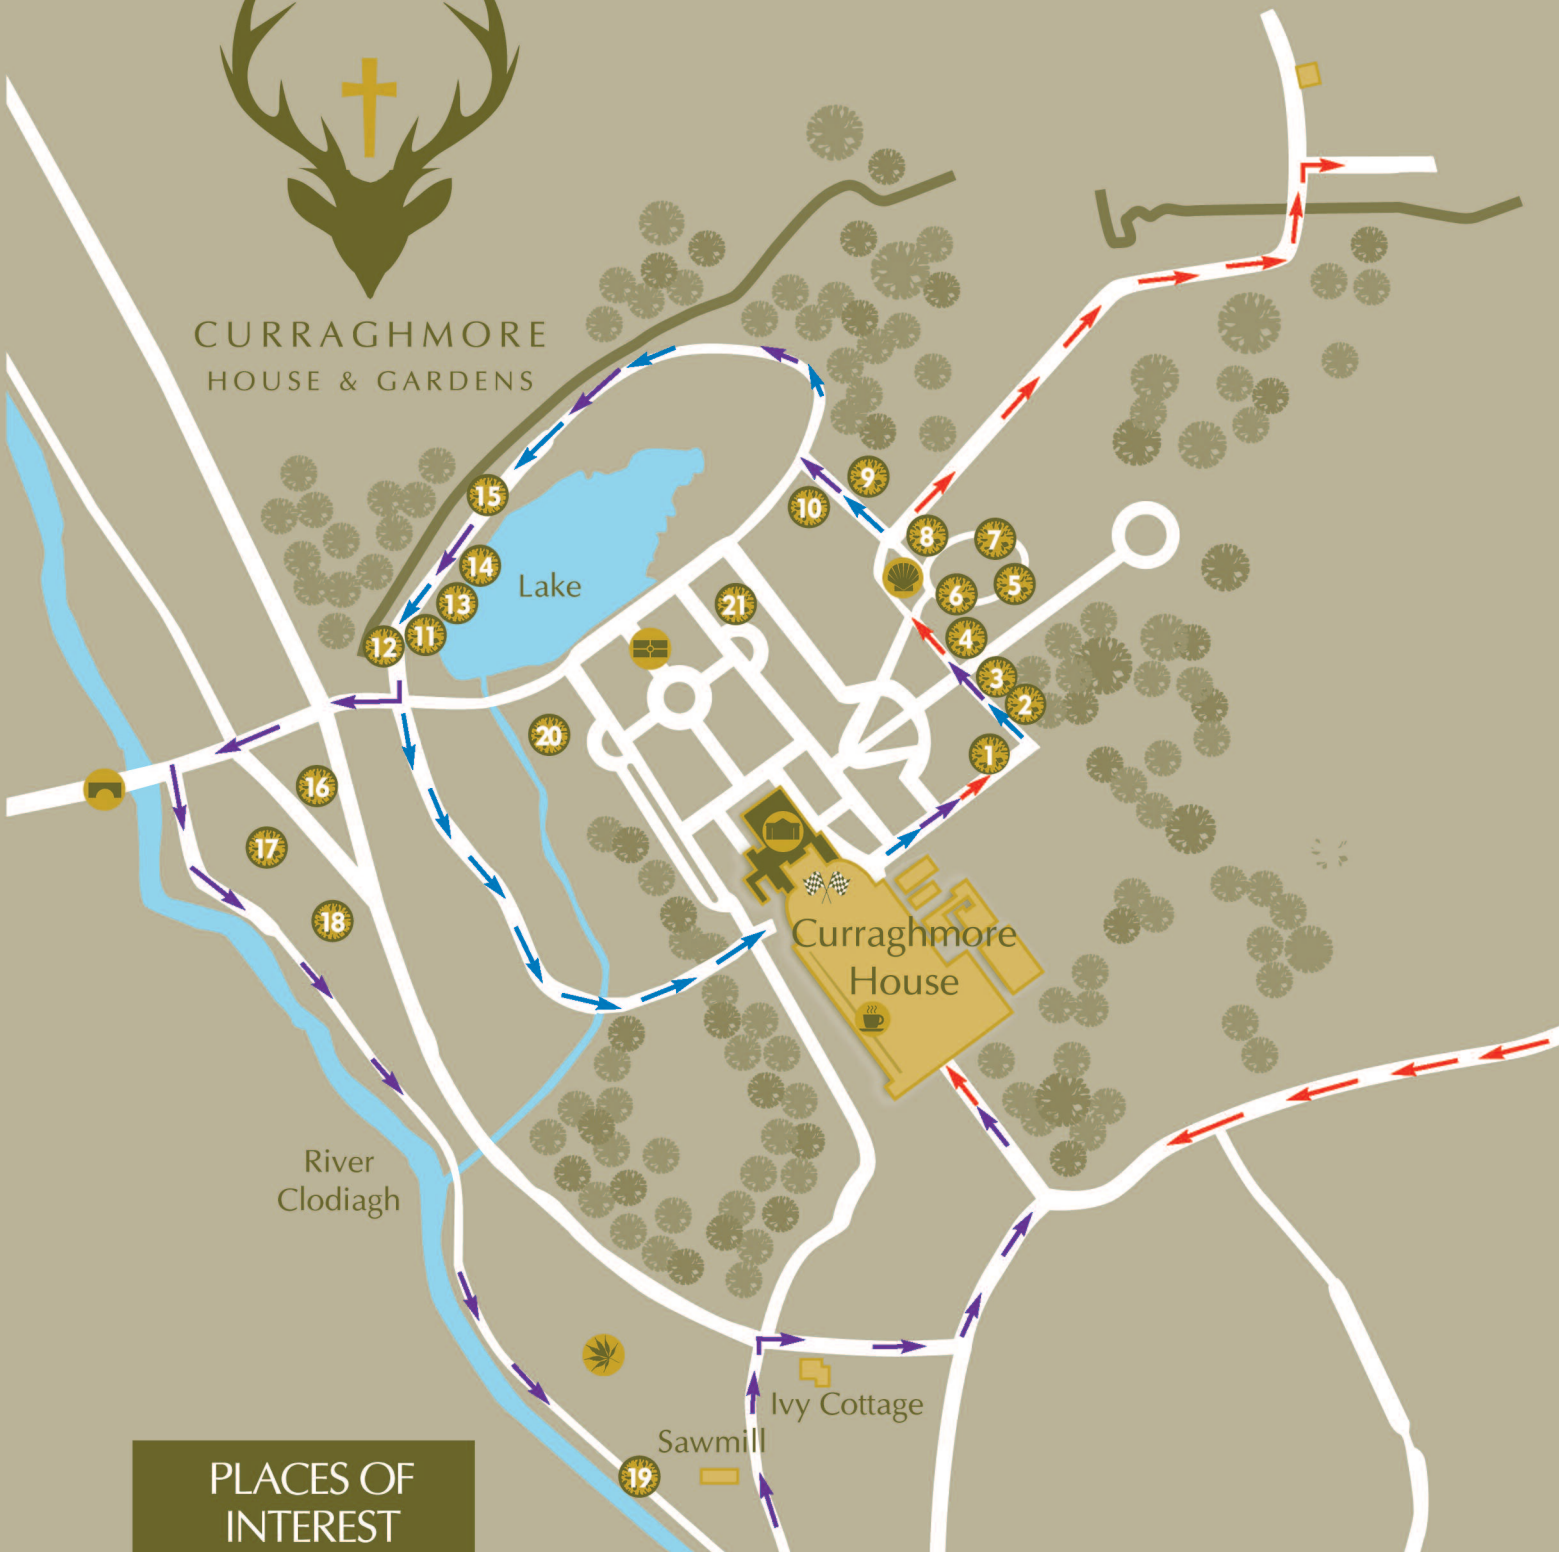 CURRAGHMORE
HOUSE & GARDENS
9
15
10
8
7
14
Lake
5
6
13
21
11
12
4
3
2
20
1
16
17
18
Curraghmore
House
River
Clodiagh
Ivy Cottage
Sawmill
19
PLACES OF
INTEREST